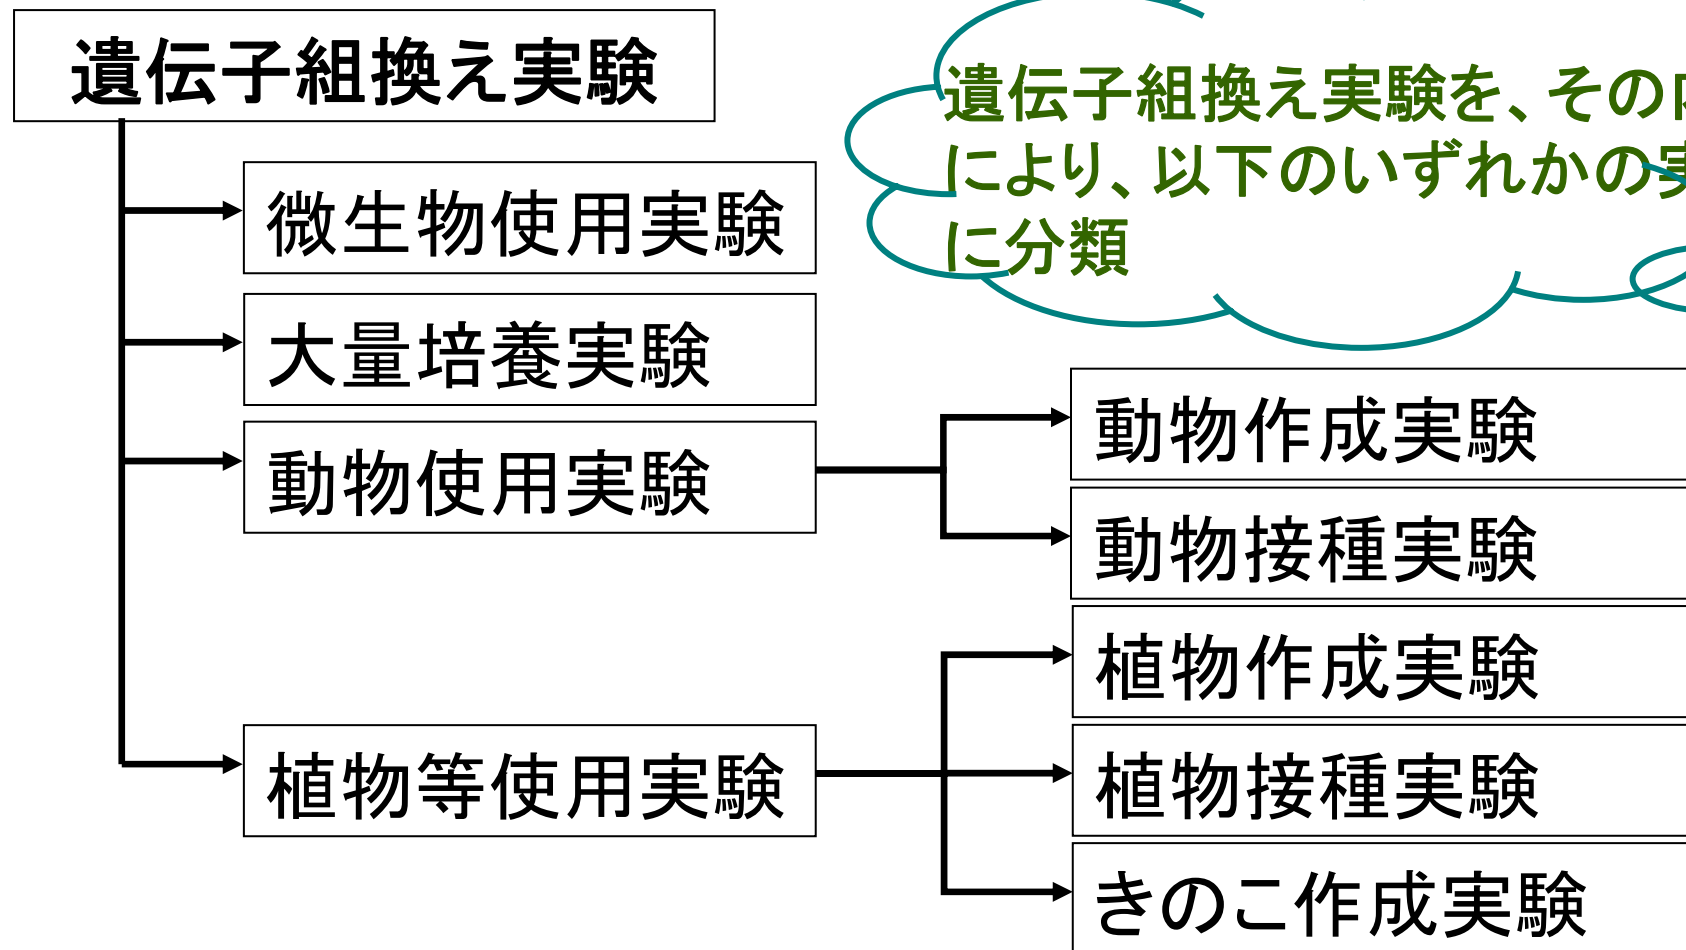 遺伝子組換え実験
遺伝子組換え実験を、その
により、以下のいずれかの実
に分類
微生物使用実験
大量培養実験
動物使用実験
動物作成実験
動物接種実験
植物等使用実験
植物作成実験
植物接種実験
きのこ作成実験